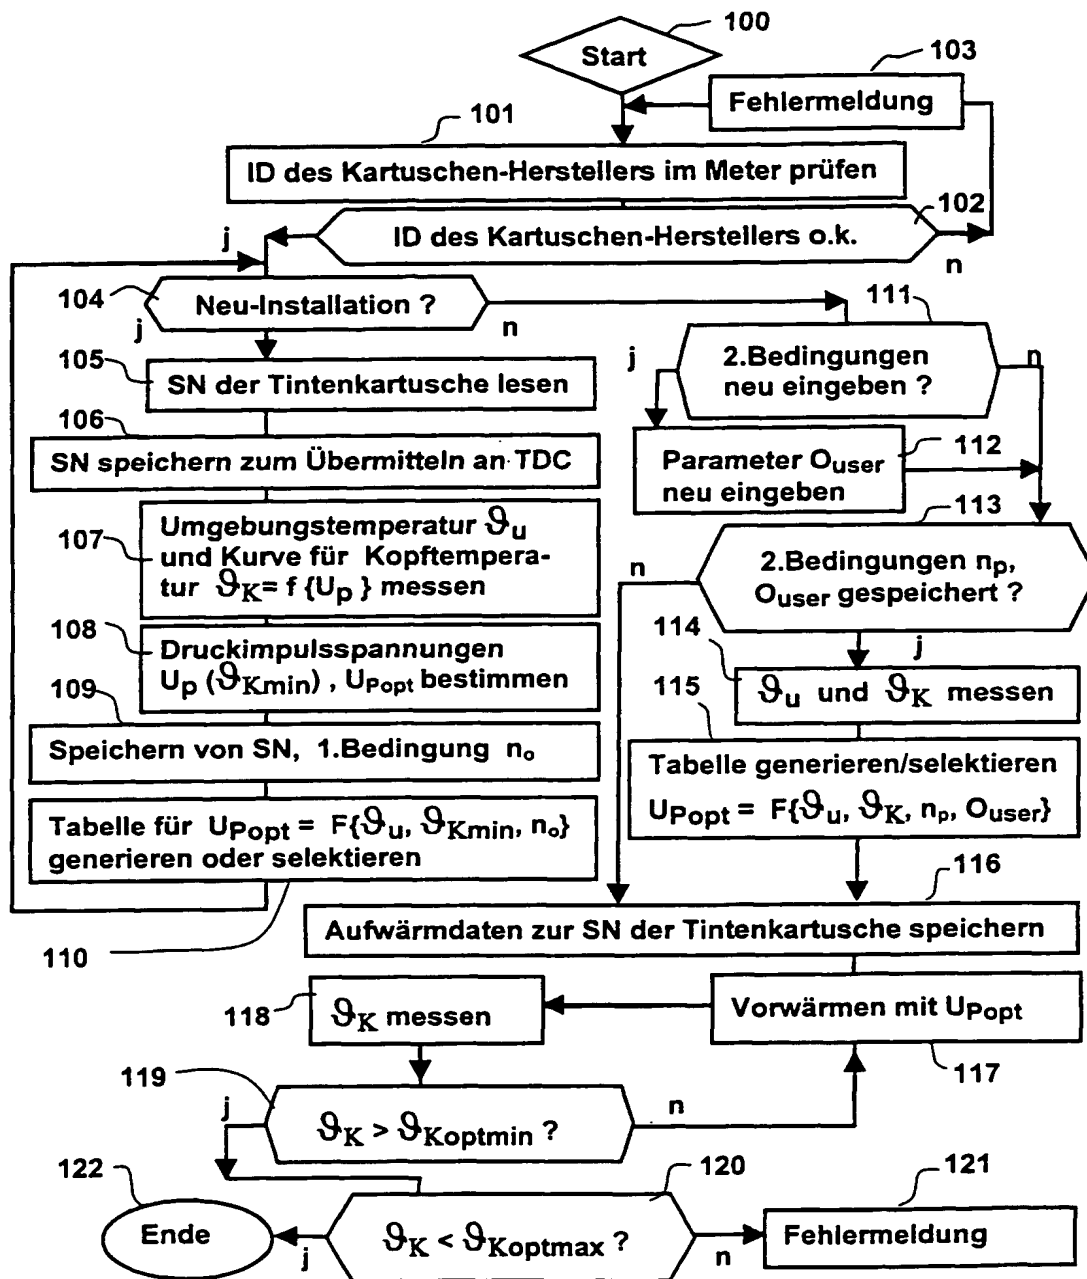 100
Start
103
Fehlermeldung
101
ID des Kartuschen-Herstellers im Meter prüfen
102
ID des Kartuschen-Herstellers o.k.
j
n
104
Neu-Installation ?
j
n
111
2.Bedingungen
neu eingeben ?
j
n
105
SN der Tintenkartusche lesen
106
SN speichern zum Übermitteln an TDC
112
Parameter Ouser
neu eingeben
107
Umgebungstemperatur ϑu
und Kurve für Kopftempera-
tur ϑK= f {Up } messen
113
2.Bedingungen np,
Ouser gespeichert ?
n
j
108
Druckimpulsspannungen
Up (ϑKmin) , UPopt bestimmen
114
ϑu und ϑK messen
109
Speichern von SN, 1.Bedingung no
115
Tabelle generieren/selektieren
UPopt = F{ϑu, ϑK, np, Ouser}
Tabelle für UPopt = F{ϑu, ϑKmin, no}
generieren oder selektieren
110
116
Aufwärmdaten zur SN der Tintenkartusche speichern
118
ϑK messen
Vorwärmen mit UPopt
117
119
j
ϑK > ϑKoptmin ?
n
122
Ende
120
j
ϑK < ϑKoptmax ?
n
121
Fehlermeldung